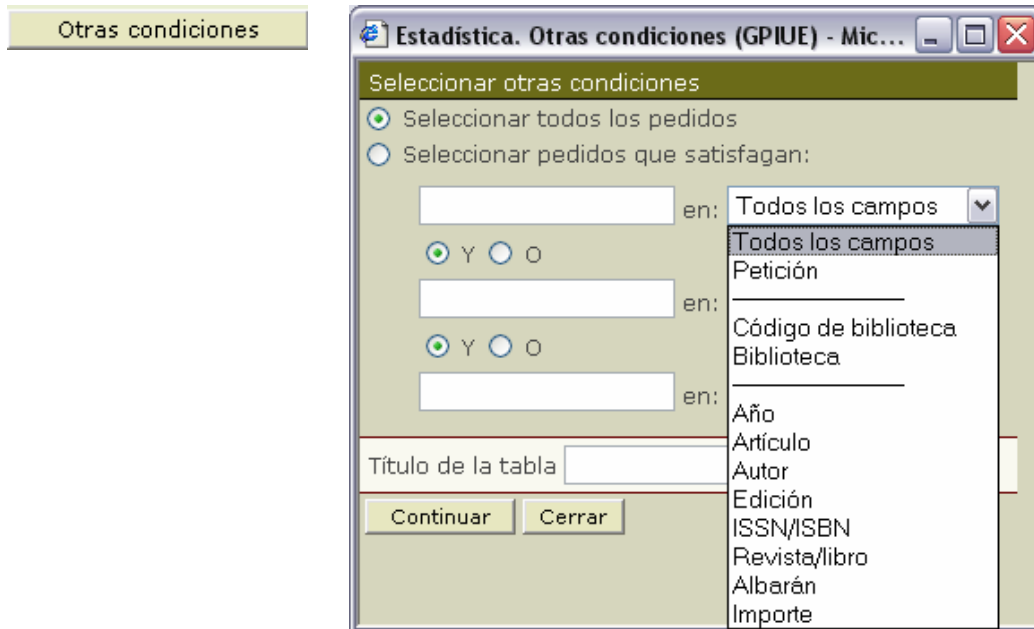 Otras condiciones
Estadística. Otras condiciones (GPIUE) - Mic...
Seleccionar otras condiciones
Seleccionar todos los pedidos
Seleccionar pedidos que satisfagan:
en: Todos los campos
Todos los campos
Y O
Petición
en:
Código de biblioteca
Y O
Biblioteca
en:
Año
Artículo
Título de la tabla
Autor
Edición
Continuar Cerrar
ISSN/ISBN
Revista/libro
Albarán
Importe